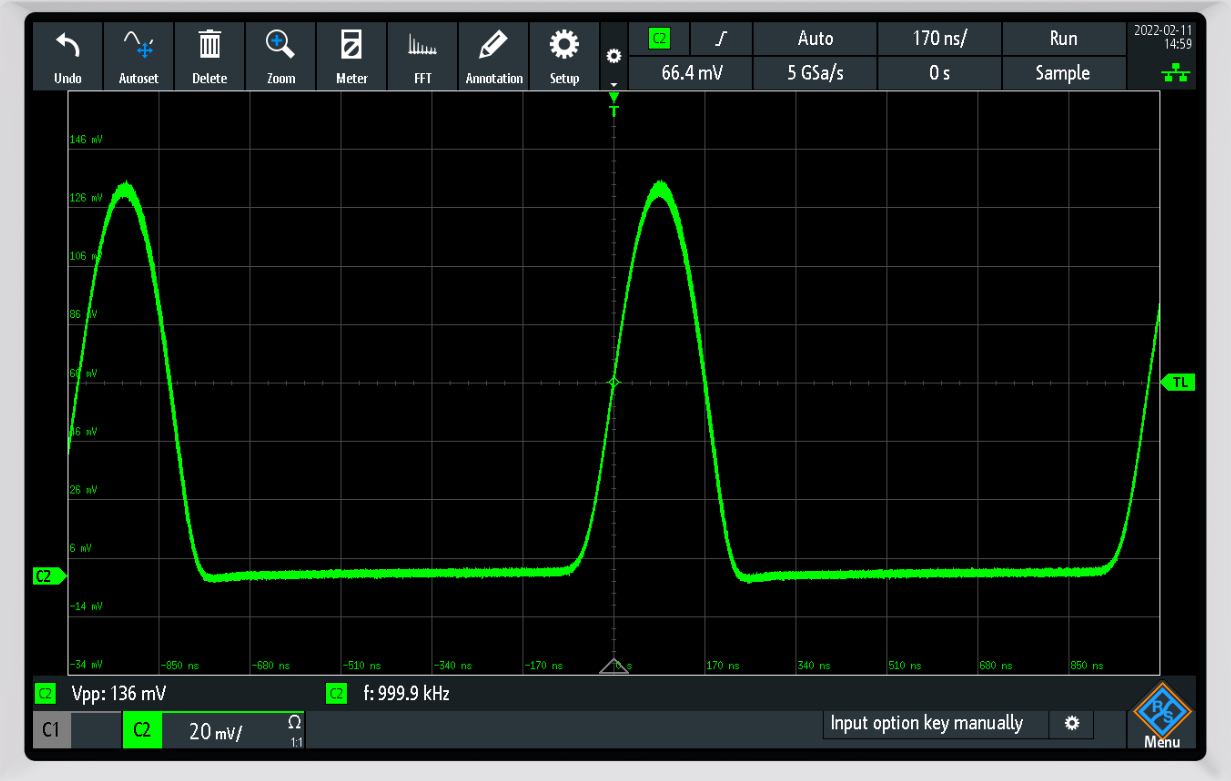 C2 Auto 170 ns/ Run 2022-02-11
14:59
Undo Autoset Delete Zoom Meter FFT Annotation Setup 66.4 mV 5 GSa/s 0 s Sample
T
146 mV
126 mV
106 mV
86 mV
66 mV
TL
46 mV
26 mV
6 mV
C2
-14 mV
-34 mV -850 ns -680 ns -510 ns -340 ns -170 ns 0 s 170 ns 340 ns 510 ns 680 ns 850 ns
C2 Vpp: 136 mV C2 f: 999.9 kHz
C1 C2 20 mV/ Ω
1:1
nput option key manually
R&S
Menu